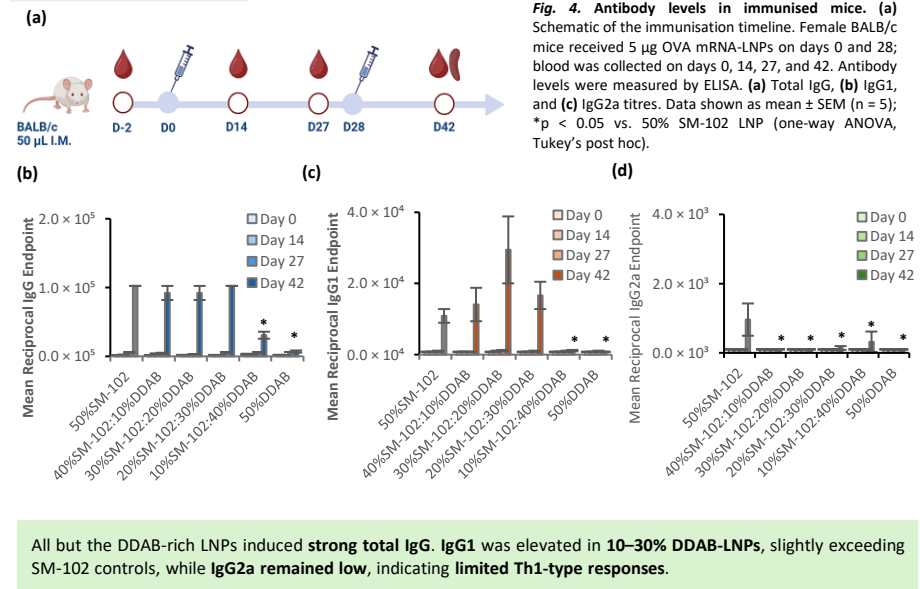 (a)
BALB/c
50 µL I.M.
D-2
D0
D14
D27
D28
D42
Fig. 4. Antibody levels in immunised mice. (a)
Schematic of the immunisation timeline. Female BALB/c
mice received 5 µg OVA mRNA-LNPs on days 0 and 28;
blood was collected on days 0, 14, 27, and 42. Antibody
levels were measured by ELISA. (a) Total IgG, (b) IgG1,
and (c) IgG2a titres. Data shown as mean ± SEM (n = 5);
*p < 0.05 vs. 50% SM-102 LNP (one-way ANOVA,
Tukey's post hoc).
(b)
Mean Reciprocal IgG Endpoint
2.0 × 10⁵
1.0 × 10⁵
0.0 × 10⁵
Day 0
Day 14
Day 27
Day 42
*
*
50%SM-102
40%SM-102:10%DDAB
30%SM-102:20%DDAB
20%SM-102:30%DDAB
10%SM-102:40%DDAB
50%DDAB
(c)
Mean Reciprocal IgG1 Endpoint
4.0 × 10⁴
2.0 × 10⁴
0.0 × 10⁴
Day 0
Day 14
Day 27
Day 42
*
*
50%SM-102
40%SM-102:10%DDAB
30%SM-102:20%DDAB
20%SM-102:30%DDAB
10%SM-102:40%DDAB
50%DDAB
(d)
Mean Reciprocal IgG2a Endpoint
4.0 × 10³
2.0 × 10³
0.0 × 10³
Day 0
Day 14
Day 27
Day 42
*
*
*
*
*
50%SM-102
40%SM-102:10%DDAB
30%SM-102:20%DDAB
20%SM-102:30%DDAB
10%SM-102:40%DDAB
50%DDAB
All but the DDAB-rich LNPs induced strong total IgG. IgG1 was elevated in 10–30% DDAB-LNPs, slightly exceeding
SM-102 controls, while IgG2a remained low, indicating limited Th1-type responses.